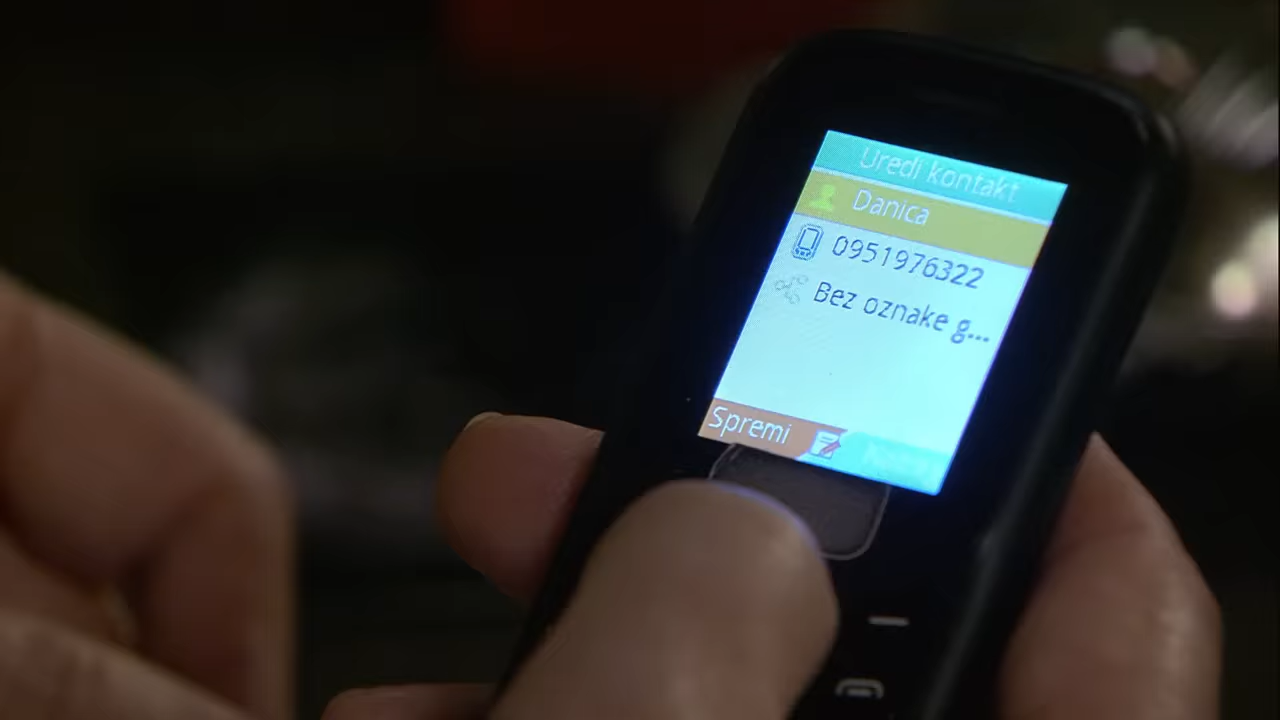 Uredi kontakt
Danica
0951976322
Bez oznake g...
Spremi